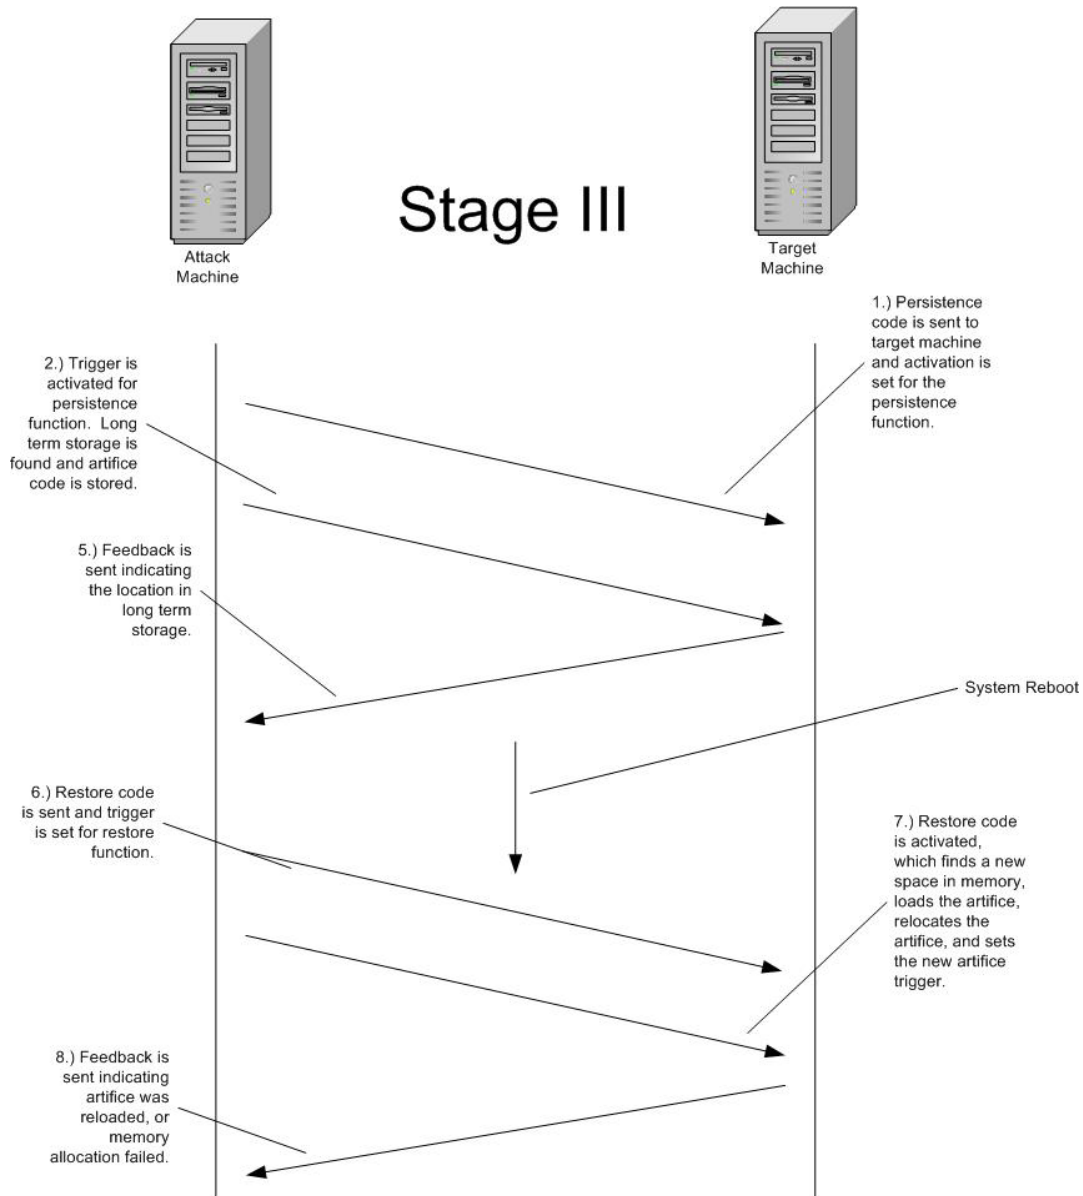 Stage III
Attack
Machine
Target
Machine
1.) Persistence
code is sent to
target machine
and activation is
set for the
persistence
function.
2.) Trigger is
activated for
persistence
function.  Long
term storage is
found and artifice
code is stored.
5.) Feedback is
sent indicating
the location in
long term
storage.
System Reboot
6.) Restore code
is sent and trigger
is set for restore
function.
7.) Restore code
is activated,
which finds a new
space in memory,
loads the artifice,
relocates the
artifice, and sets
the new artifice
trigger.
8.) Feedback is
sent indicating
artifice was
reloaded, or
memory
allocation failed.